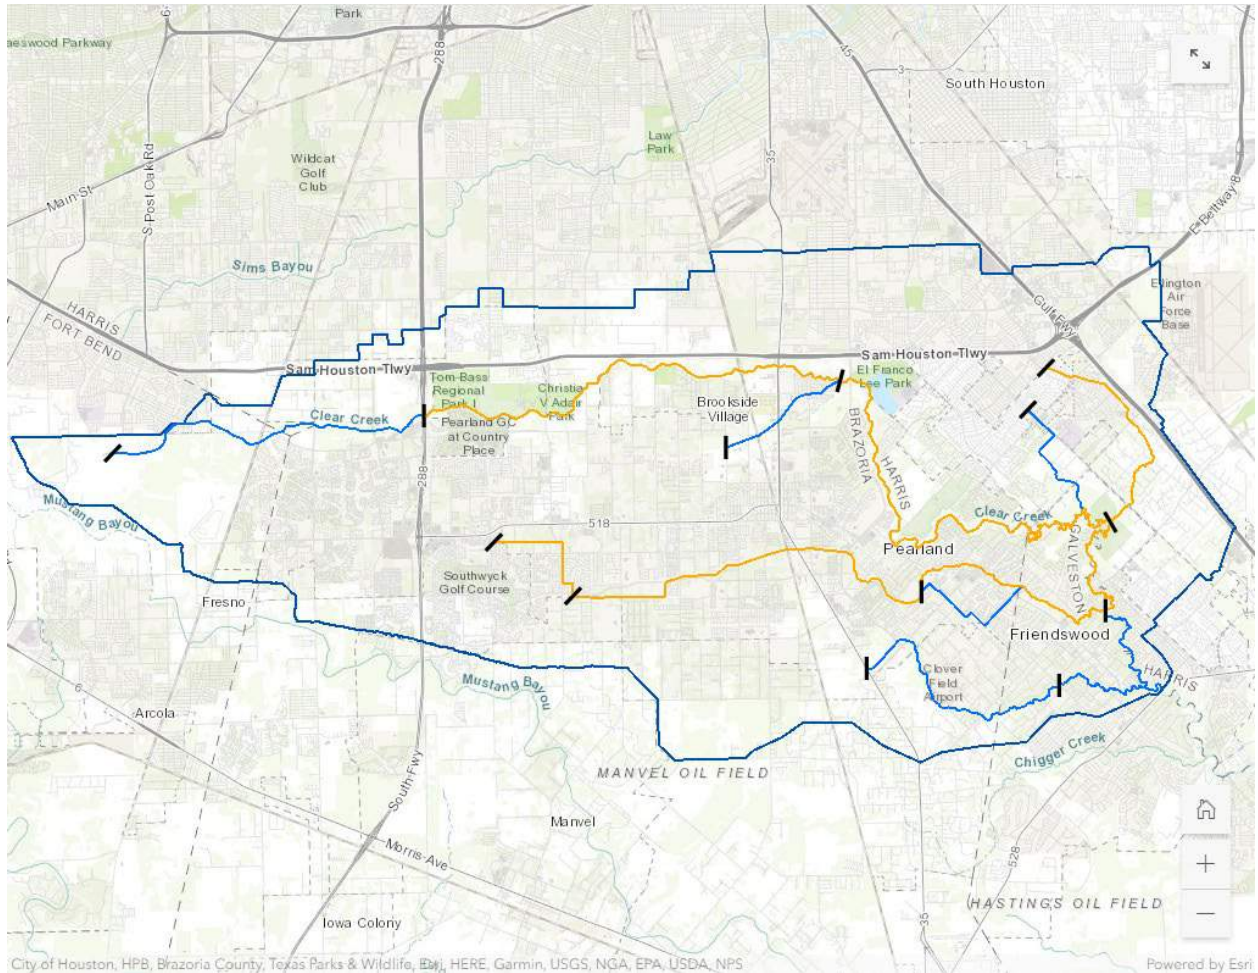 aeswood Parkway
6
Park
288
45
3
South Houston
Law
Park
Wildcat
Golf
Club
S Post Oak Rd
35
E Beltway 8
Main St
Sims Bayou
HARRIS
FORT BEND
Ellington
Air
Force
Base
Gulf Fwy
Sam Houston Tlwy
Sam Houston Tlwy
Tom Bass
Regional
Park I
Christia
V Adair
Park
El Franco
Lee Park
Brookside
Village
Clear Creek
Pearland GC
at Country
Place
BRAZORIA
HARRIS
288
Mustang Bayou
518
Clear Creek
Pearland
GALVESTON
Southwyck
Golf Course
Fresno
Friendswood
Clover
Field
Airport
HARRIS
Mustang Bayou
6
Arcola
Chigger Creek
MANVEL OIL FIELD
South Fwy
Manvel
Morris Ave
528
HASTINGS OIL FIELD
35
Iowa Colony
City of Houston, HPB, Brazoria County, Texas Parks & Wildlife, Esri, HERE, Garmin, USGS, NGA, EPA, USDA, NPS
Powered by Esri